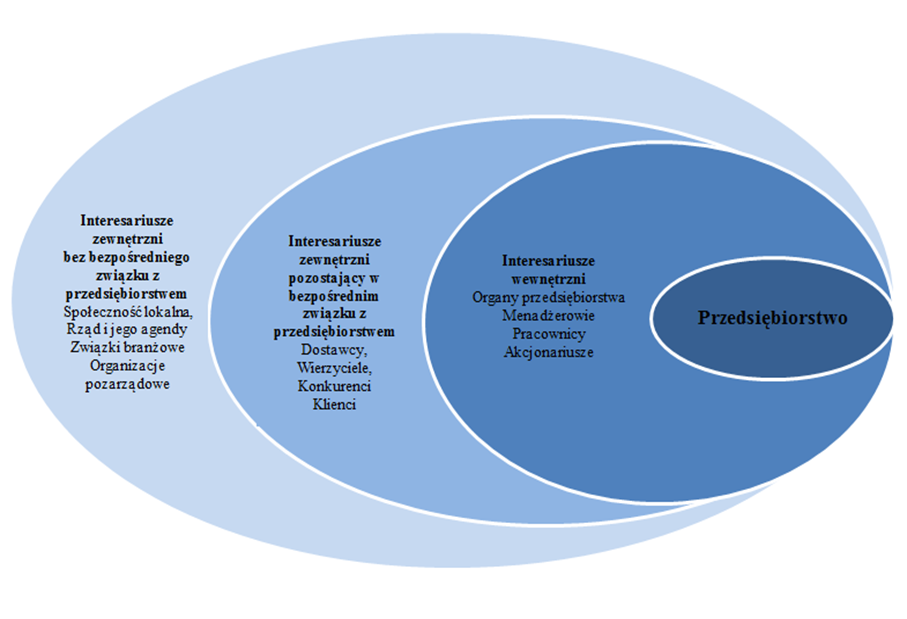 Interesariusze
zewnętrzni
bez bezpośredniego
związku z
przedsiębiorstwem
Społeczność lokalna,
Rząd i jego agendy
Związki branżowe
Organizacje
pozarządowe
Interesariusze
zewnętrzni
pozostający w
bezpośrednim
związku z
przedsiębiorstwem
Dostawcy,
Wierzyciele,
Konkurenci
Klienci
Interesariusze
wewnętrzni
Organy przedsiębiorstwa
Menadżerowie
Pracownicy
Akcjonariusze
Przedsiębiorstwo